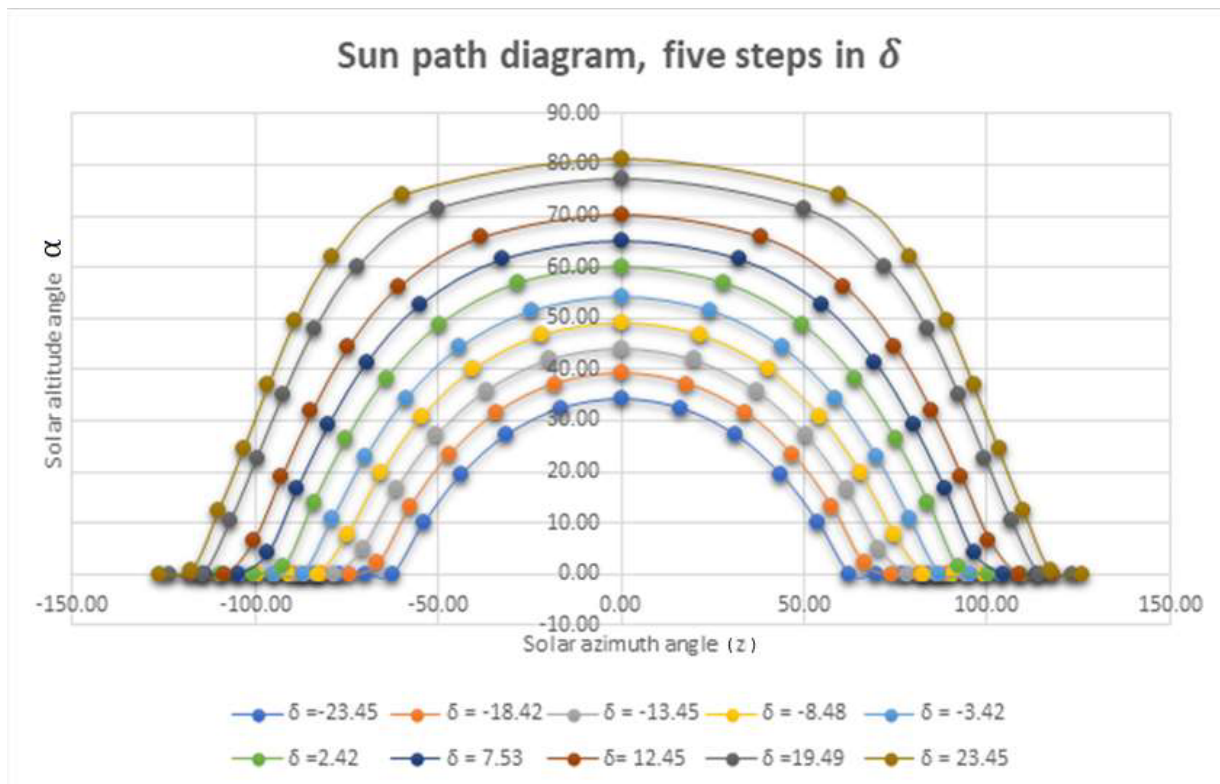 Sun path diagram, five steps in δ
90.00
80.00
70.00
60.00
50.00
40.00
30.00
20.00
10.00
0.00
-10.00
-150.00 -100.00 -50.00 0.00 50.00 100.00 150.00
Solar altitude angle α
Solar azimuth angle (z)
δ =-23.45 δ = -18.42 δ = -13.45 δ = -8.48 δ = -3.42
δ =2.42 δ = 7.53 δ= 12.45 δ =19.49 δ = 23.45